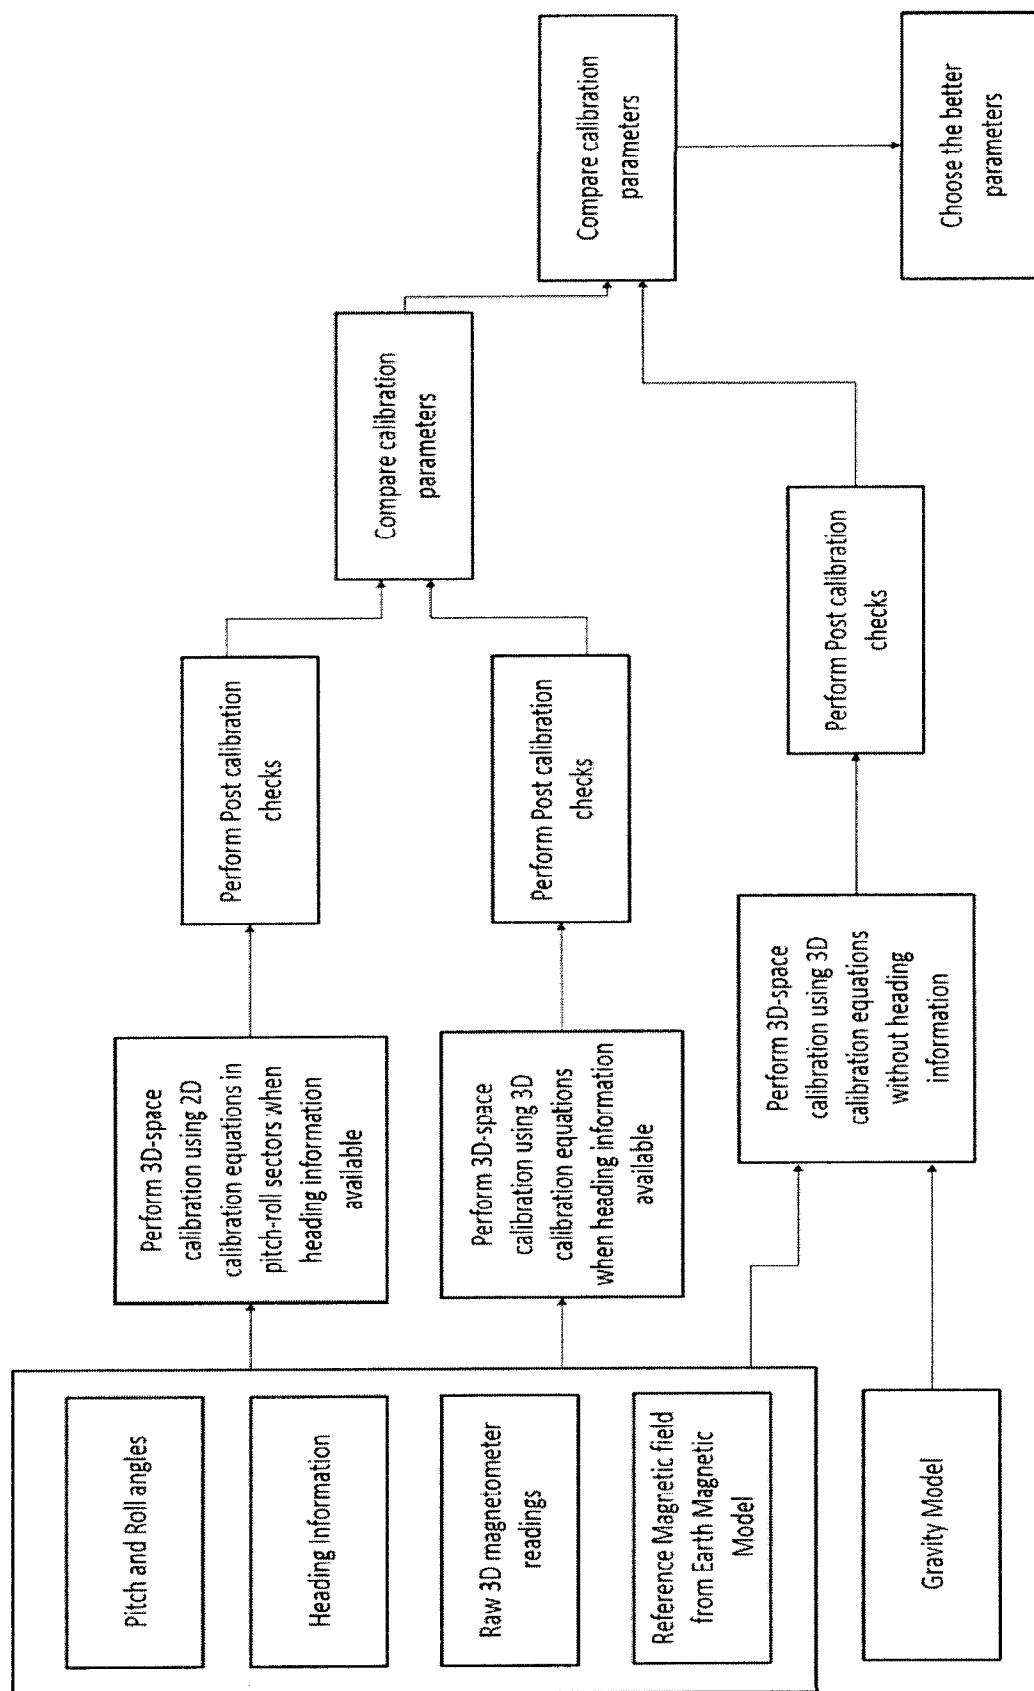 Pitch and Roll angles
Heading Information
Raw 3D magnetometer
readings
Reference Magnetic field
from Earth Magnetic
Model
Gravity Model
Perform 3D-space
calibration using 2D
calibration equations in
pitch-roll sectors when
heading information
available
Perform 3D-space
calibration using 3D
calibration equations
when heading information
available
Perform 3D-space
calibration using 3D
calibration equations
without heading
information
Perform Post calibration
checks
Perform Post calibration
checks
Perform Post calibration
checks
Compare calibration
parameters
Compare calibration
parameters
Choose the better
parameters